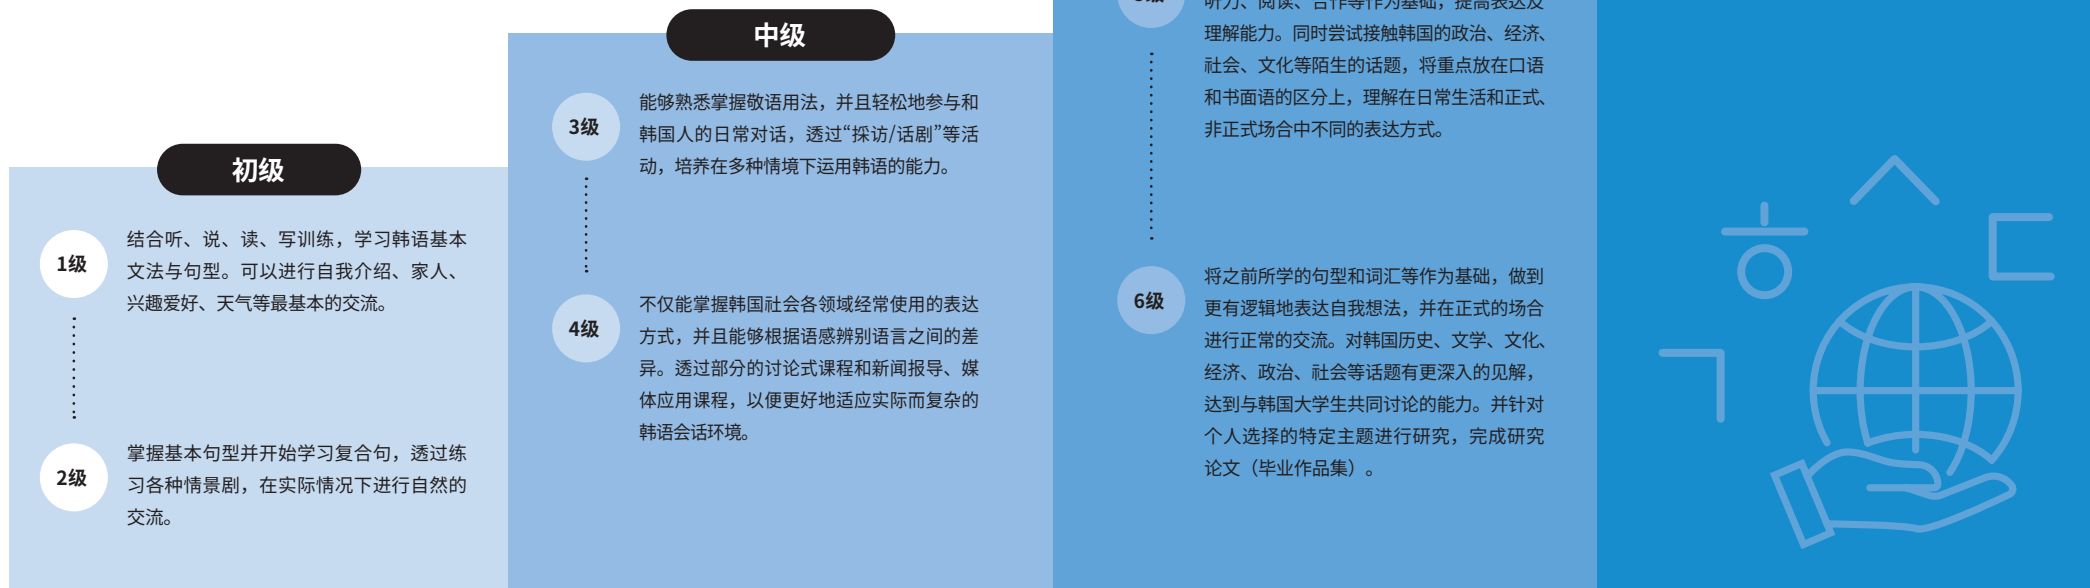 初级
1级
结合听、说、读、写训练，学习韩语基本
文法与句型。可以进行自我介绍、家人、
兴趣爱好、天气等最基本的交流。
2级
掌握基本句型并开始学习复合句，透过练
习各种情景剧，在实际情况下进行自然的
交流。
中级
3级
能够熟悉掌握敬语用法，并且轻松地参与和
韩国人的日常对话，透过“採访/话剧”等活
动，培养在多种情境下运用韩语的能力。
4级
不仅能掌握韩国社会各领域经常使用的表达
方式，并且能够根据语感辨别语言之间的差
异。透过部分的讨论式课程和新闻报导、媒
体应用课程，以便更好地适应实际而复杂的
韩语会话环境。
听力、阅读、合作等作为基础，提高表达及
理解能力。同时尝试接触韩国的政治、经济、
社会、文化等陌生的话题，将重点放在口语
和书面语的区分上，理解在日常生活和正式、
非正式场合中不同的表达方式。
6级
将之前所学的句型和词汇等作为基础，做到
更有逻辑地表达自我想法，并在正式的场合
进行正常的交流。对韩国历史、文学、文化、
经济、政治、社会等话题有更深入的见解，
达到与韩国大学生共同讨论的能力。并针对
个人选择的特定主题进行研究，完成研究
论文（毕业作品集）。